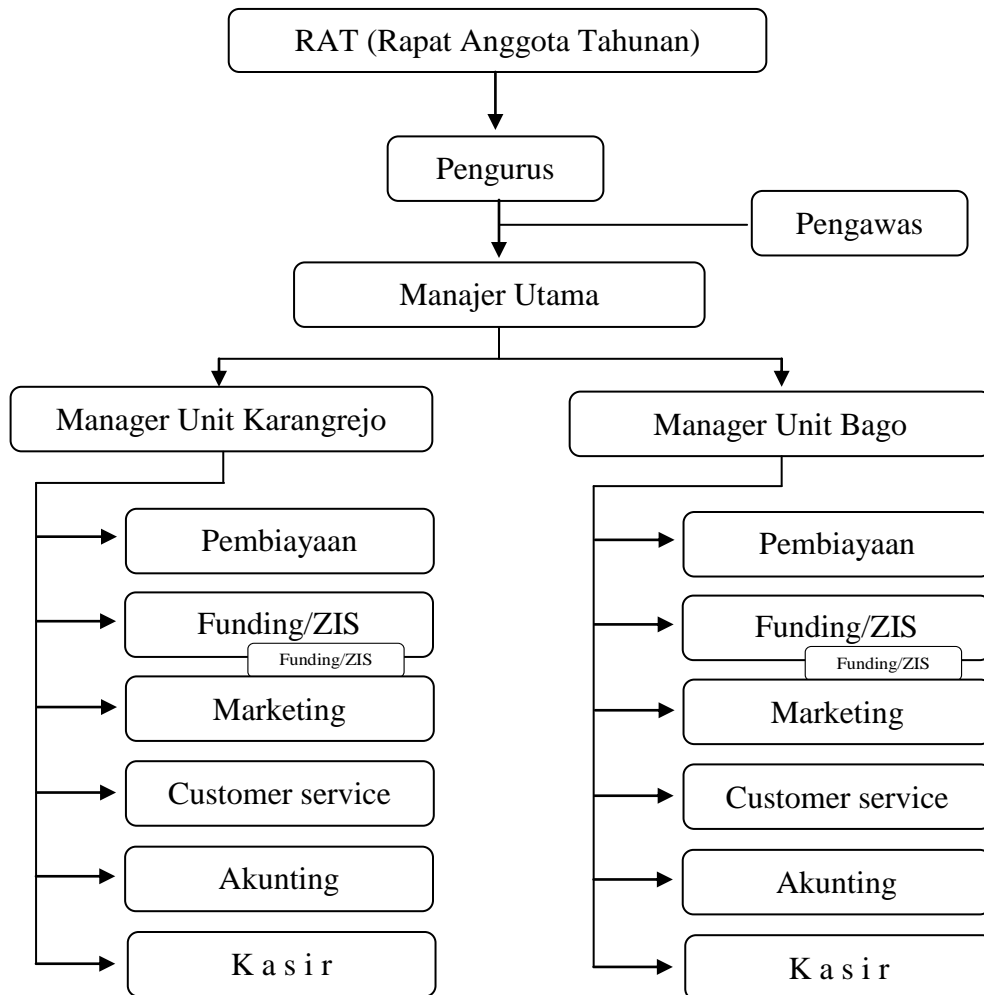 RAT (Rapat Anggota Tahunan)
Pengurus
Pengawas
Manajer Utama
Manager Unit Karangrejo
Pembiayaan
Funding/ZIS
Funding/ZIS
Marketing
Customer service
Akunting
K a s i r
Manager Unit Bago
Pembiayaan
Funding/ZIS
Funding/ZIS
Marketing
Customer service
Akunting
K a s i r